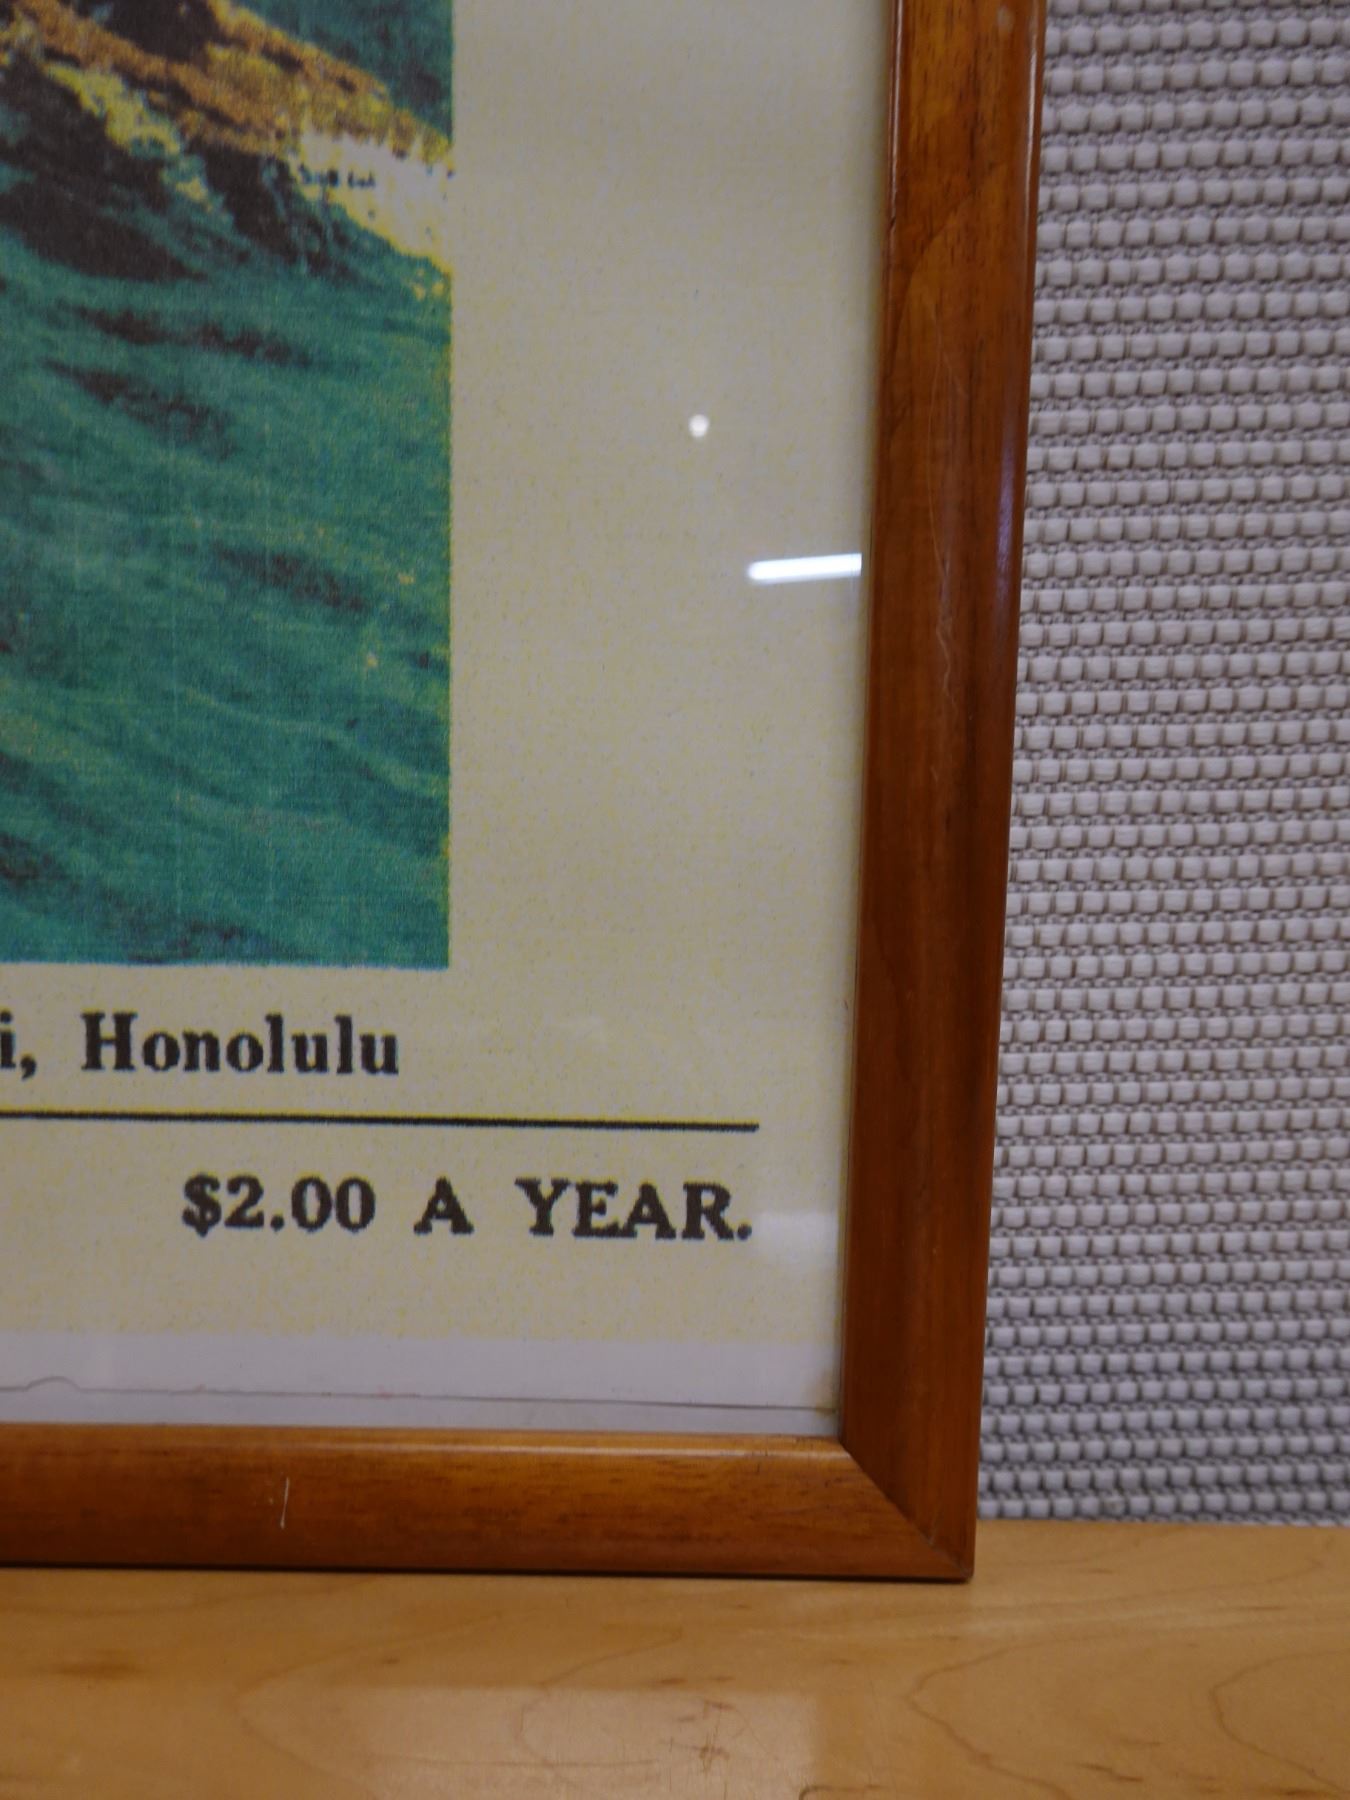 i, Honolulu
$2.00 A YEAR.